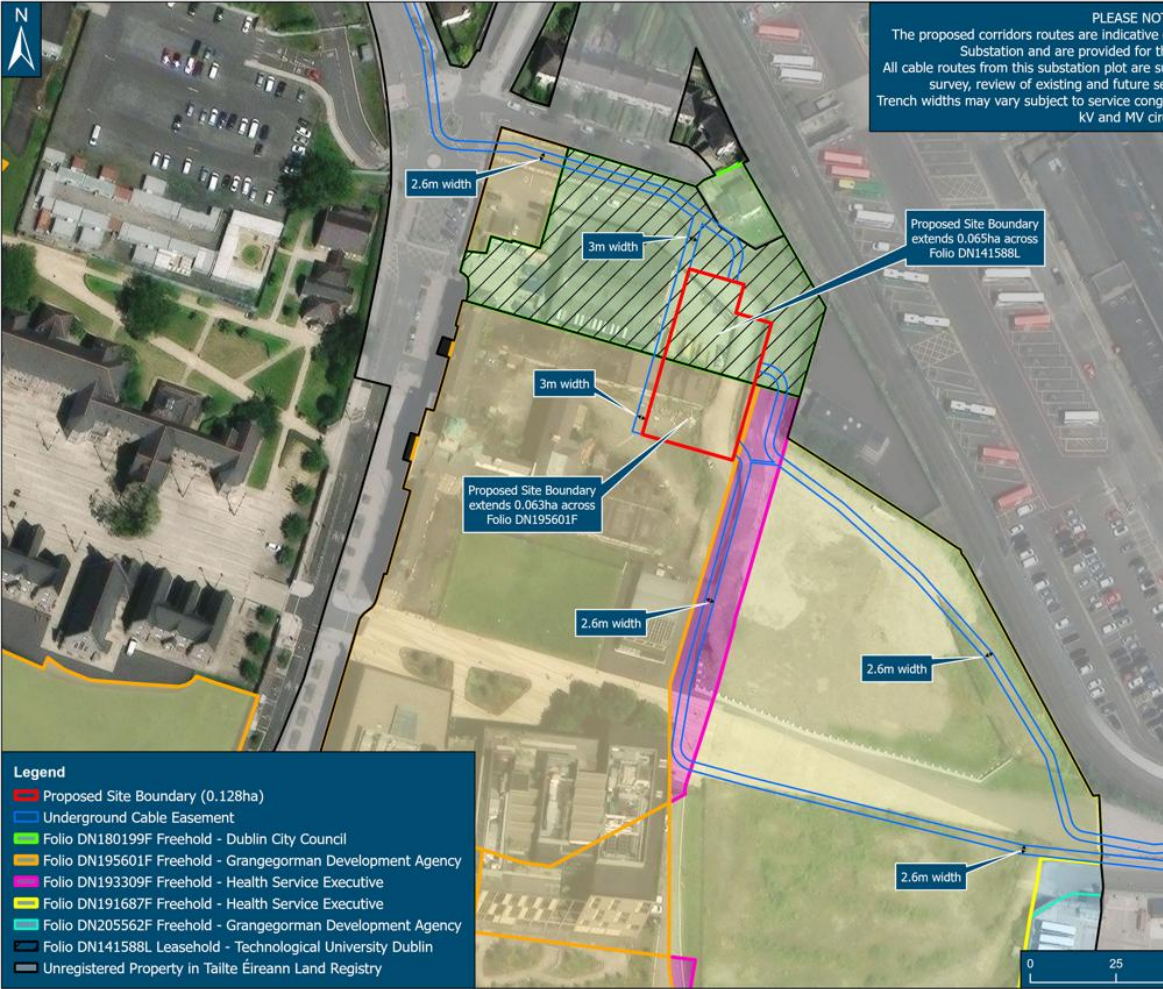 N
PLEASE NOT
The proposed corridors routes are indicative
Substation and are provided for th
All cable routes from this substation plot are su
survey, review of existing and future se
Trench widths may vary subject to service cong
kV and MV cir
2.6m width
3m width
Proposed Site Boundary
extends 0.065ha across
Folio DN141588L
3m width
Proposed Site Boundary
extends 0.063ha across
Folio DN195601F
2.6m width
2.6m width
2.6m width
Legend
Proposed Site Boundary (0.128ha)
Underground Cable Easement
Folio DN180199F Freehold - Dublin City Council
Folio DN195601F Freehold - Grangegorman Development Agency
Folio DN193309F Freehold - Health Service Executive
Folio DN191687F Freehold - Health Service Executive
Folio DN205562F Freehold - Grangegorman Development Agency
Folio DN141588L Leasehold - Technological University Dublin
Unregistered Property in Tailte Éireann Land Registry
0 25